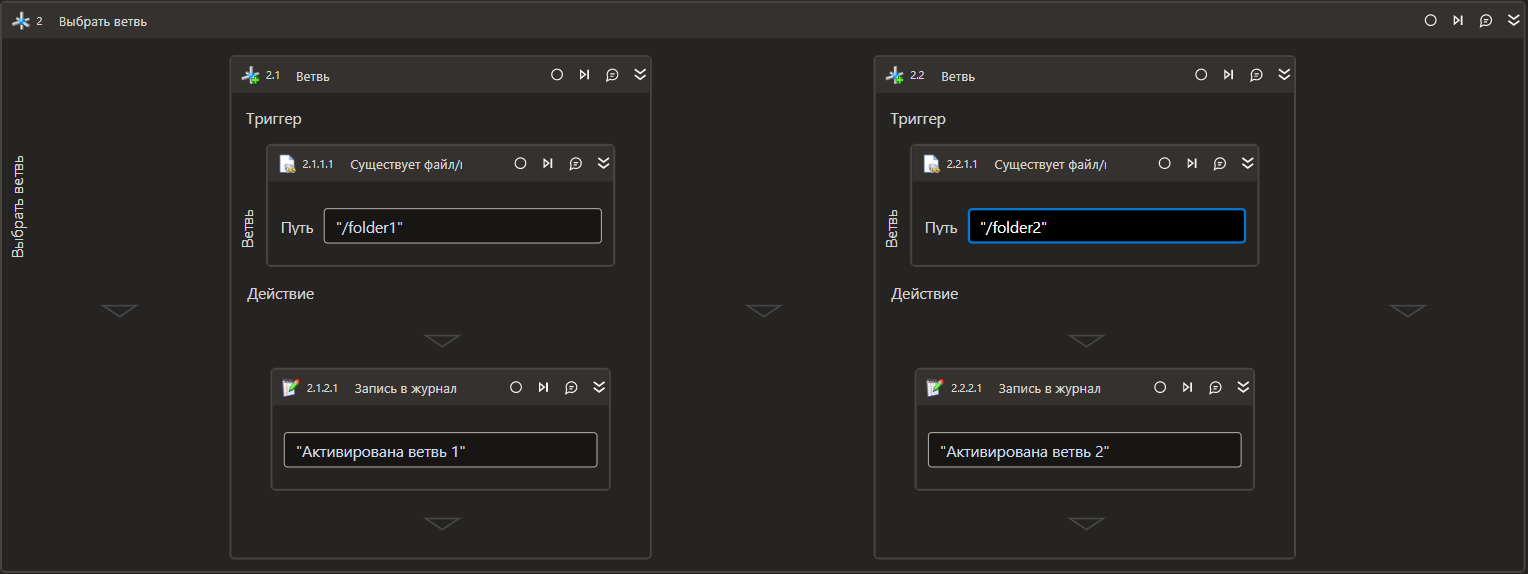 2 Выбрать ветвь
Выбрать ветвь
2.1 Ветвь
Триггер
2.1.1.1 Существует файл/
Ветвь
Путь "/folder1"
Действие
2.1.2.1 Запись в журнал
"Активирована ветвь 1"
2.2 Ветвь
Триггер
2.2.1.1 Существует файл/
Ветвь
Путь "/folder2"
Действие
2.2.2.1 Запись в журнал
"Активирована ветвь 2"